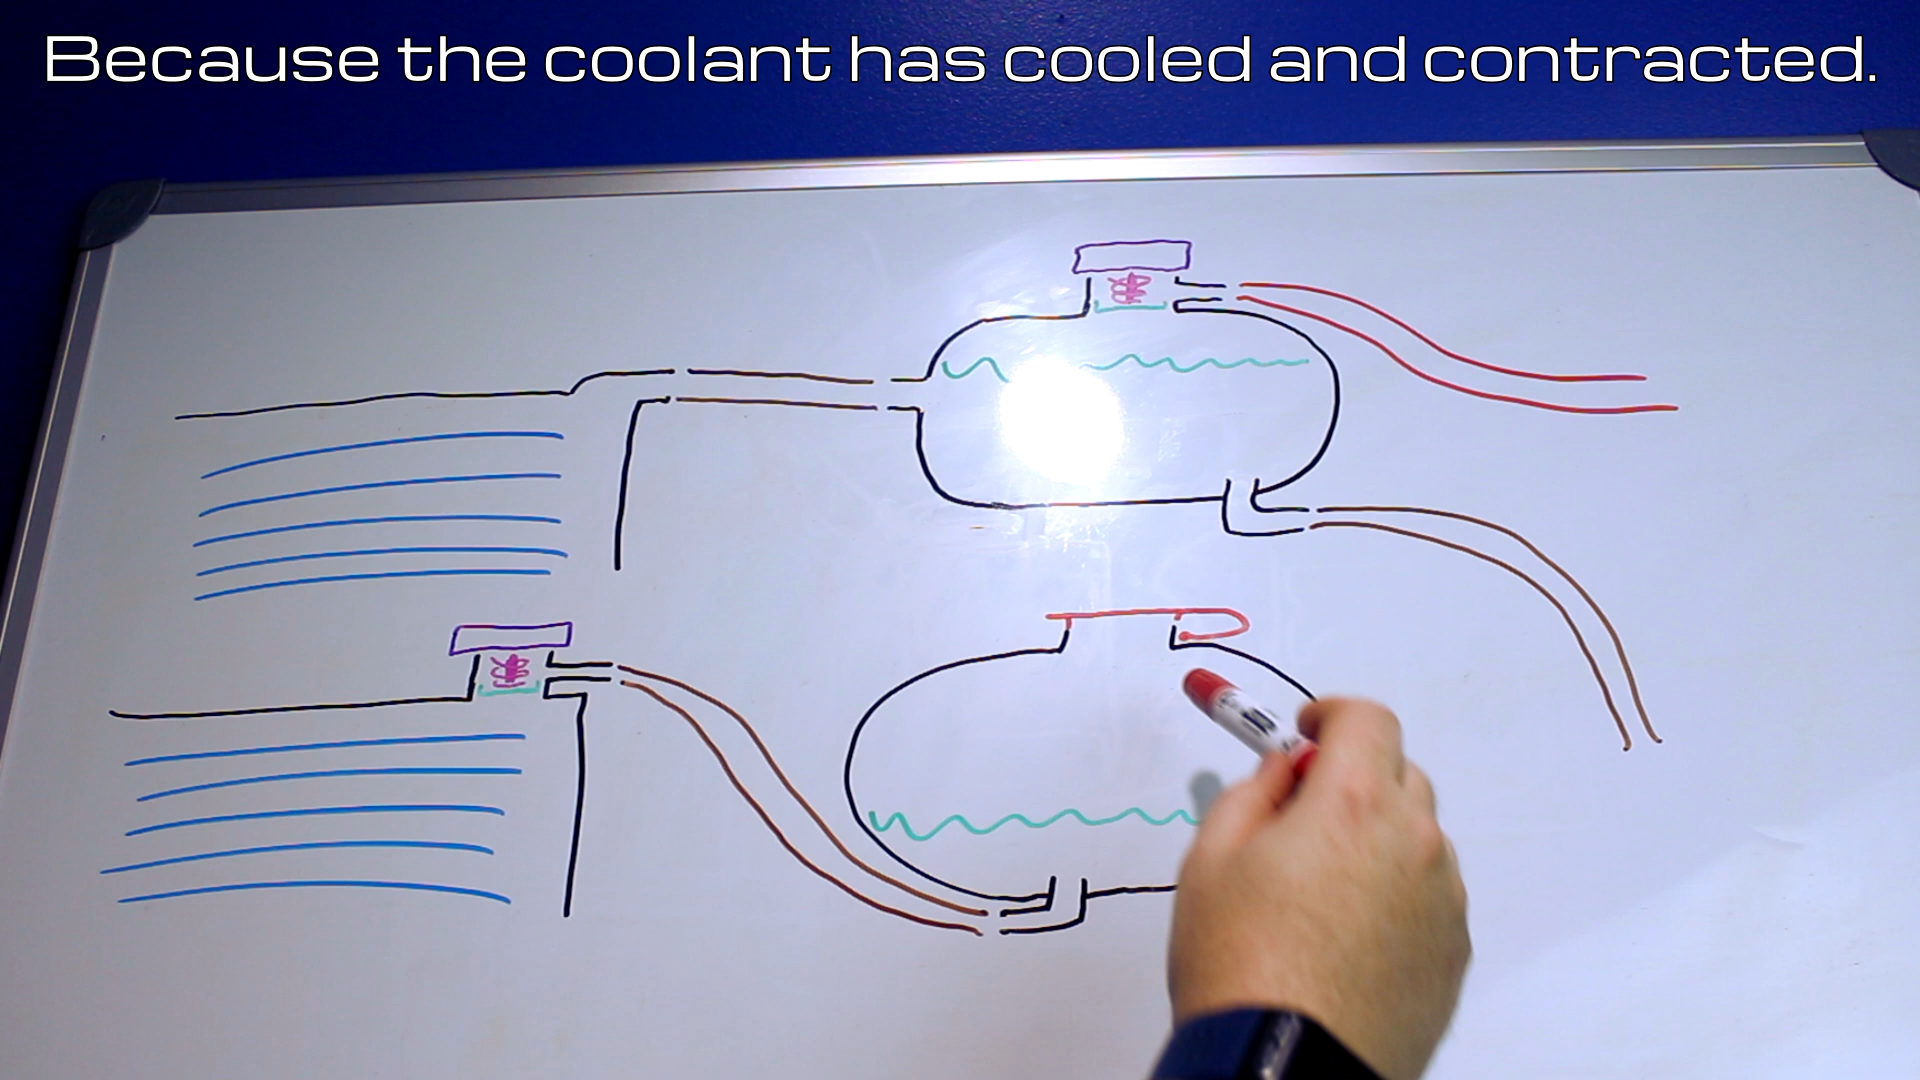 Because the coolant has cooled and contracted.